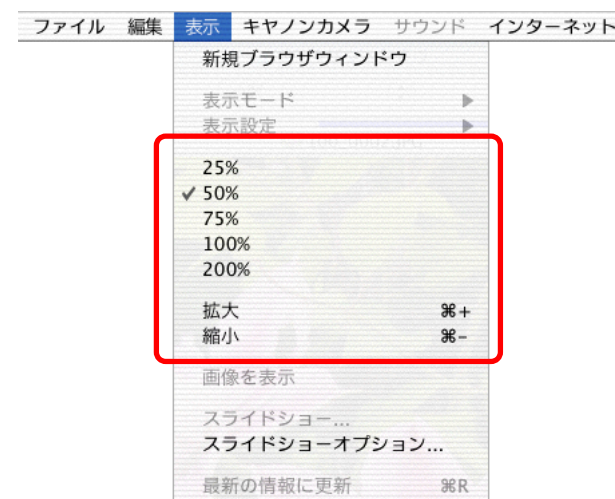 ファイル 編集 表示 キヤノンカメラ サウンド インターネット
新規ブラウザウィンドウ
表示モード ▶
表示設定 ▶
25%
✓ 50%
75%
100%
200%
拡大 ⌘+
縮小 ⌘-
画像を表示
スライドショー...
スライドショーオプション...
最新の情報に更新 ⌘R